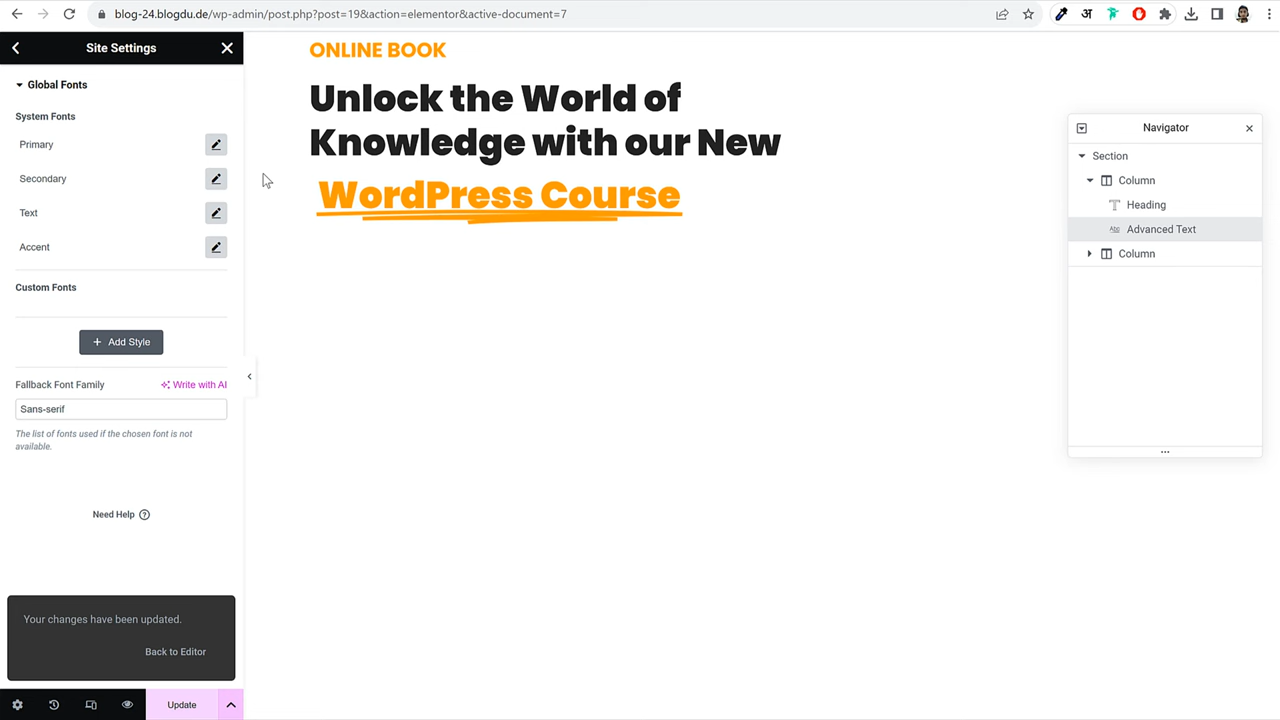 blog-24.blogdu.de/wp-admin/post.php?post=19&action=elementor&active-document=7
अ
Site Settings
Global Fonts
System Fonts
Primary
Secondary
Text
Accent
Custom Fonts
+ Add Style
Fallback Font Family
Write with AI
Sans-serif
The list of fonts used if the chosen font is not
available.
Need Help
Your changes have been updated.
Back to Editor
Update
ONLINE BOOK
Unlock the World of
Knowledge with our New
WordPress Course
Navigator
Section
Column
Heading
Abc Advanced Text
Column